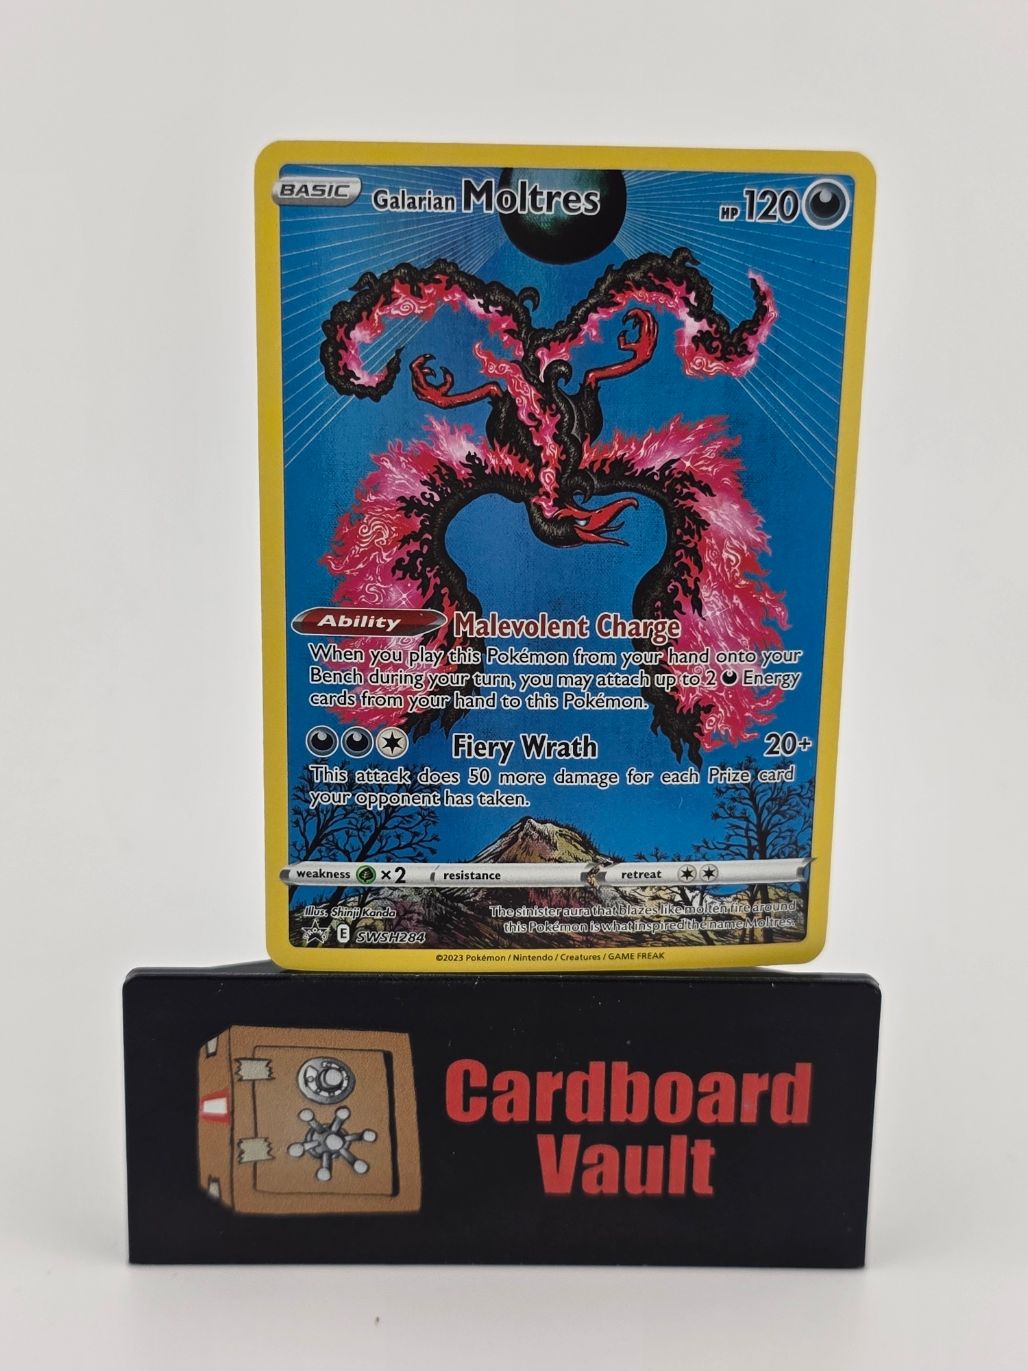 BASIC Galarian Moltres HP 120
Ability Malevolent Charge
When you play this Pokémon from your hand onto your
Bench during your turn, you may attach up to 2 Energy
cards from your hand to this Pokémon.
Fiery Wrath 20+
This attack does 50 more damage for each Prize card
your opponent has taken.
weakness ×2 resistance retreat
Illus. Shinji Kanda
The sinister aura that blazes like molten fire around
this Pokémon is what inspired the name Moltres.
E SWSH284
©2023 Pokémon / Nintendo / Creatures / GAME FREAK
Cardboard
Vault